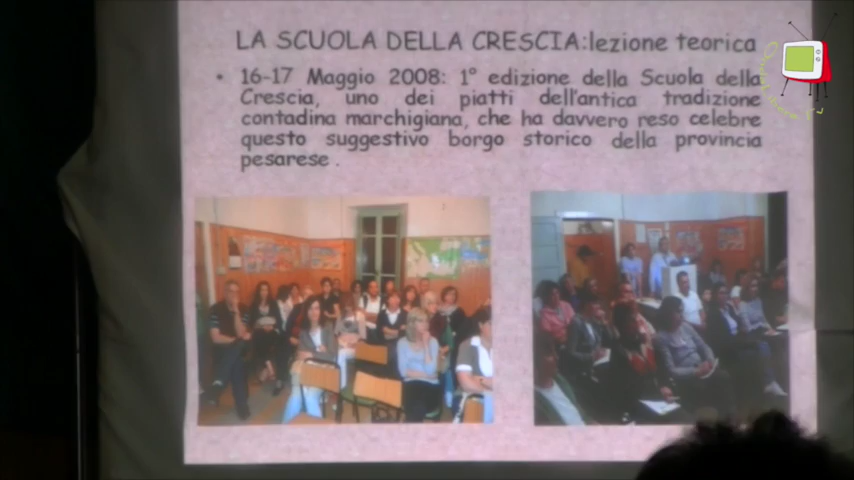 LA SCUOLA DELLA CRESCIA:lezione teorica
• 16-17 Maggio 2008: 1° edizione della Scuola della
Crescia, uno dei piatti dell'antica tradizione
contadina marchigiana, che ha davvero reso celebre
questo suggestivo borgo storico della provincia
pesarese .